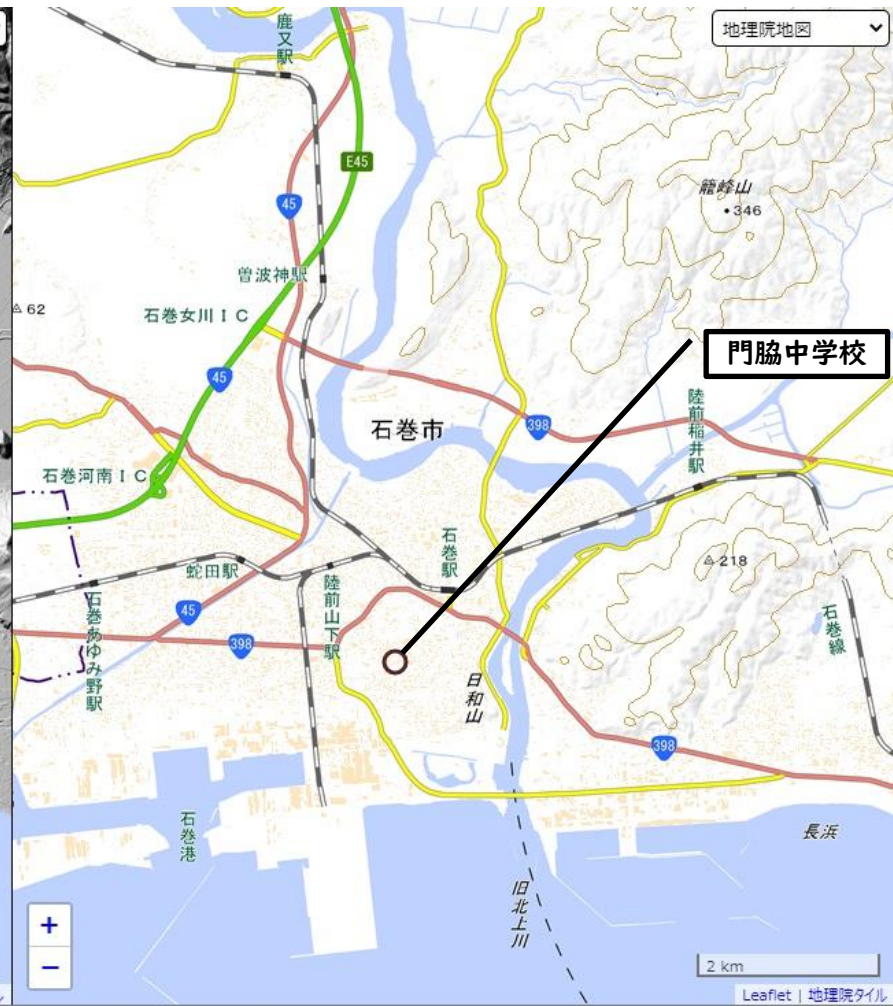 鹿又駅
地理院地図
E45
籠峰山
・346
45
曽波神駅
62
石巻女川IC
門脇中学校
45
陸前稲井駅
石巻市
398
石巻河南IC
石巻駅
蛇田駅
218
陸前山下駅
石巻あゆみ野駅
45
石巻線
398
日和山
398
石巻港
長浜
旧北上川
+
−
2 km
Leaflet | 地理院タイル